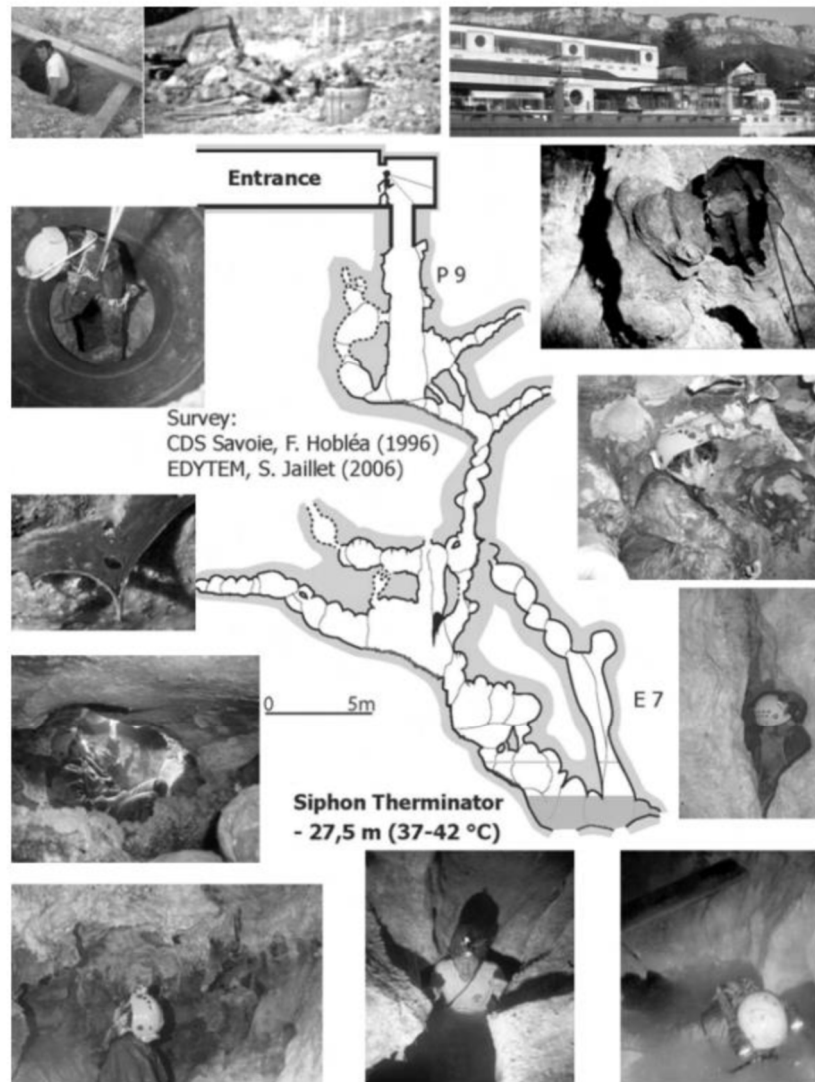 Entrance
P 9
Survey:
CDS Savoie, F. Hobléa (1996)
EDYTEM, S. Jaillet (2006)
0 5m
E 7
Siphon Therminator
- 27,5 m (37-42 °C)